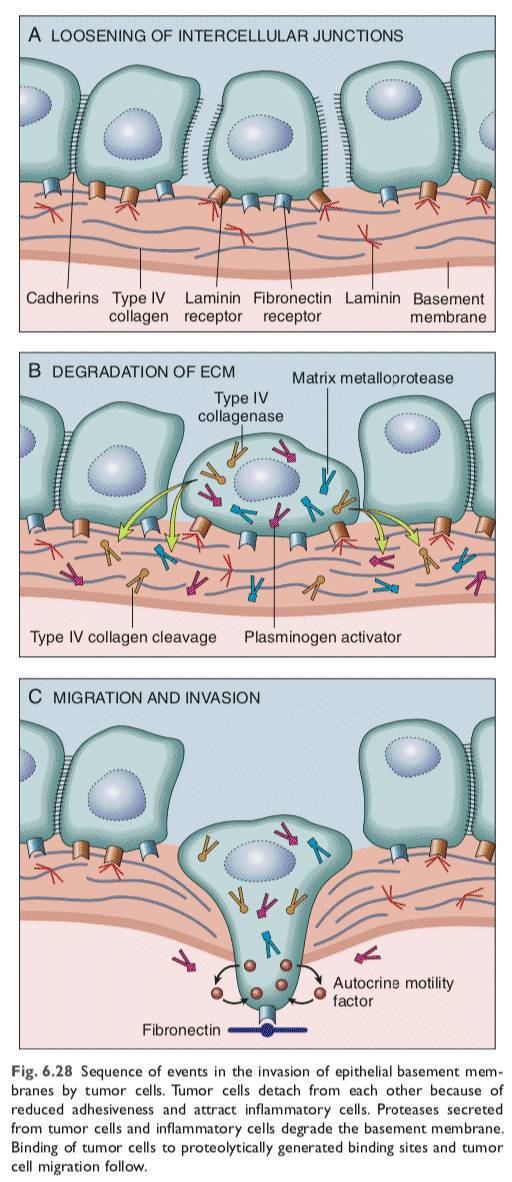 A LOOSENING OF INTERCELLULAR JUNCTIONS
Cadherins
Type IV
collagen
Laminin
receptor
Fibronectin
receptor
Laminin
Basement
membrane
B DEGRADATION OF ECM
Matrix metalloprotease
Type IV
collagenase
Type IV collagen cleavage
Plasminogen activator
C MIGRATION AND INVASION
Autocrine motility
factor
Fibronectin
Fig. 6.28 Sequence of events in the invasion of epithelial basement mem-
branes by tumor cells. Tumor cells detach from each other because of
reduced adhesiveness and attract inflammatory cells. Proteases secreted
from tumor cells and inflammatory cells degrade the basement membrane.
Binding of tumor cells to proteolytically generated binding sites and tumor
cell migration follow.